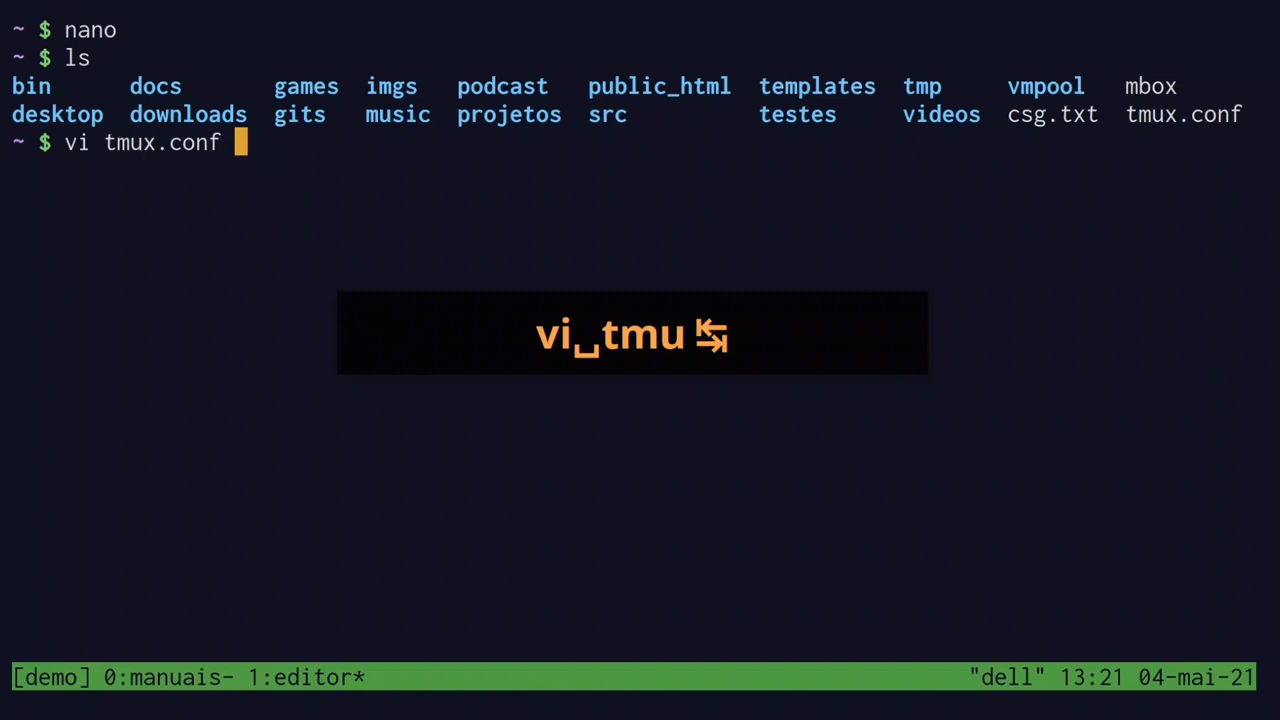 ~ $ nano
~ $ ls
bin docs games imgs podcast public_html templates tmp vmpool mbox
desktop downloads gits music projetos src testes videos csg.txt tmux.conf
~ $ vi tmux.conf
vi␣tmu ↹
[demo] 0:manuais- 1:editor* "dell" 13:21 04-mai-21